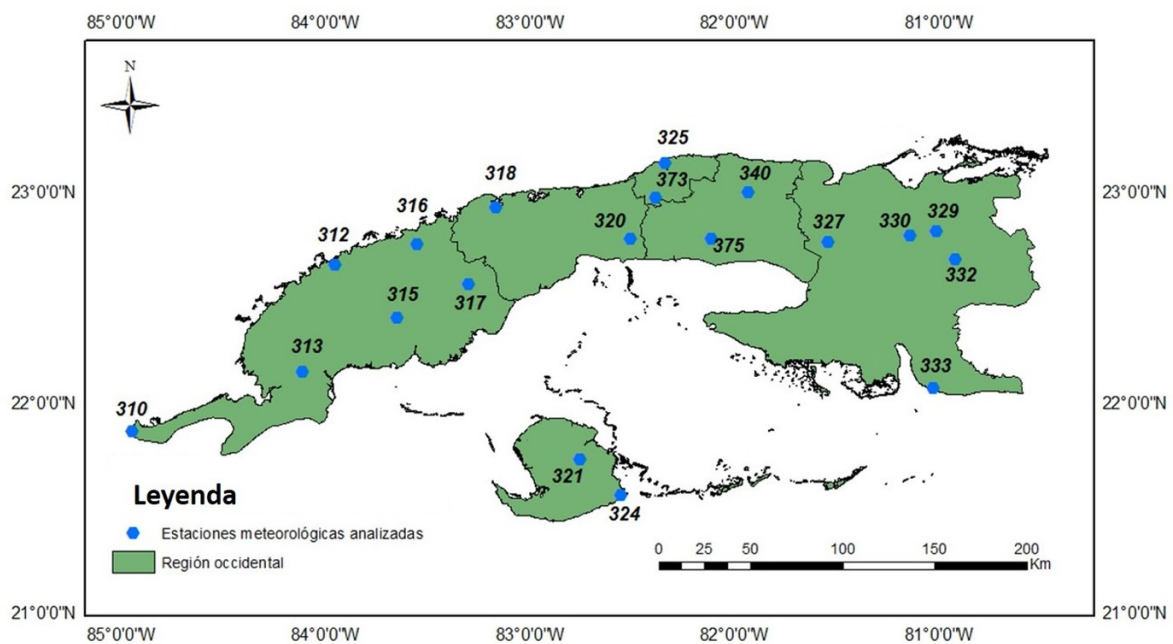 85°0'0"W 84°0'0"W 83°0'0"W 82°0'0"W 81°0'0"W
N
325
318
373
340
23°0'0"N
23°0'0"N
316
312
320
375
327
330
329
332
315
317
313
333
310
22°0'0"N
22°0'0"N
321
324
Leyenda
Estaciones meteorológicas analizadas
Región occidental
0 25 50 100 150 200
Km
21°0'0"N
21°0'0"N
85°0'0"W 84°0'0"W 83°0'0"W 82°0'0"W 81°0'0"W